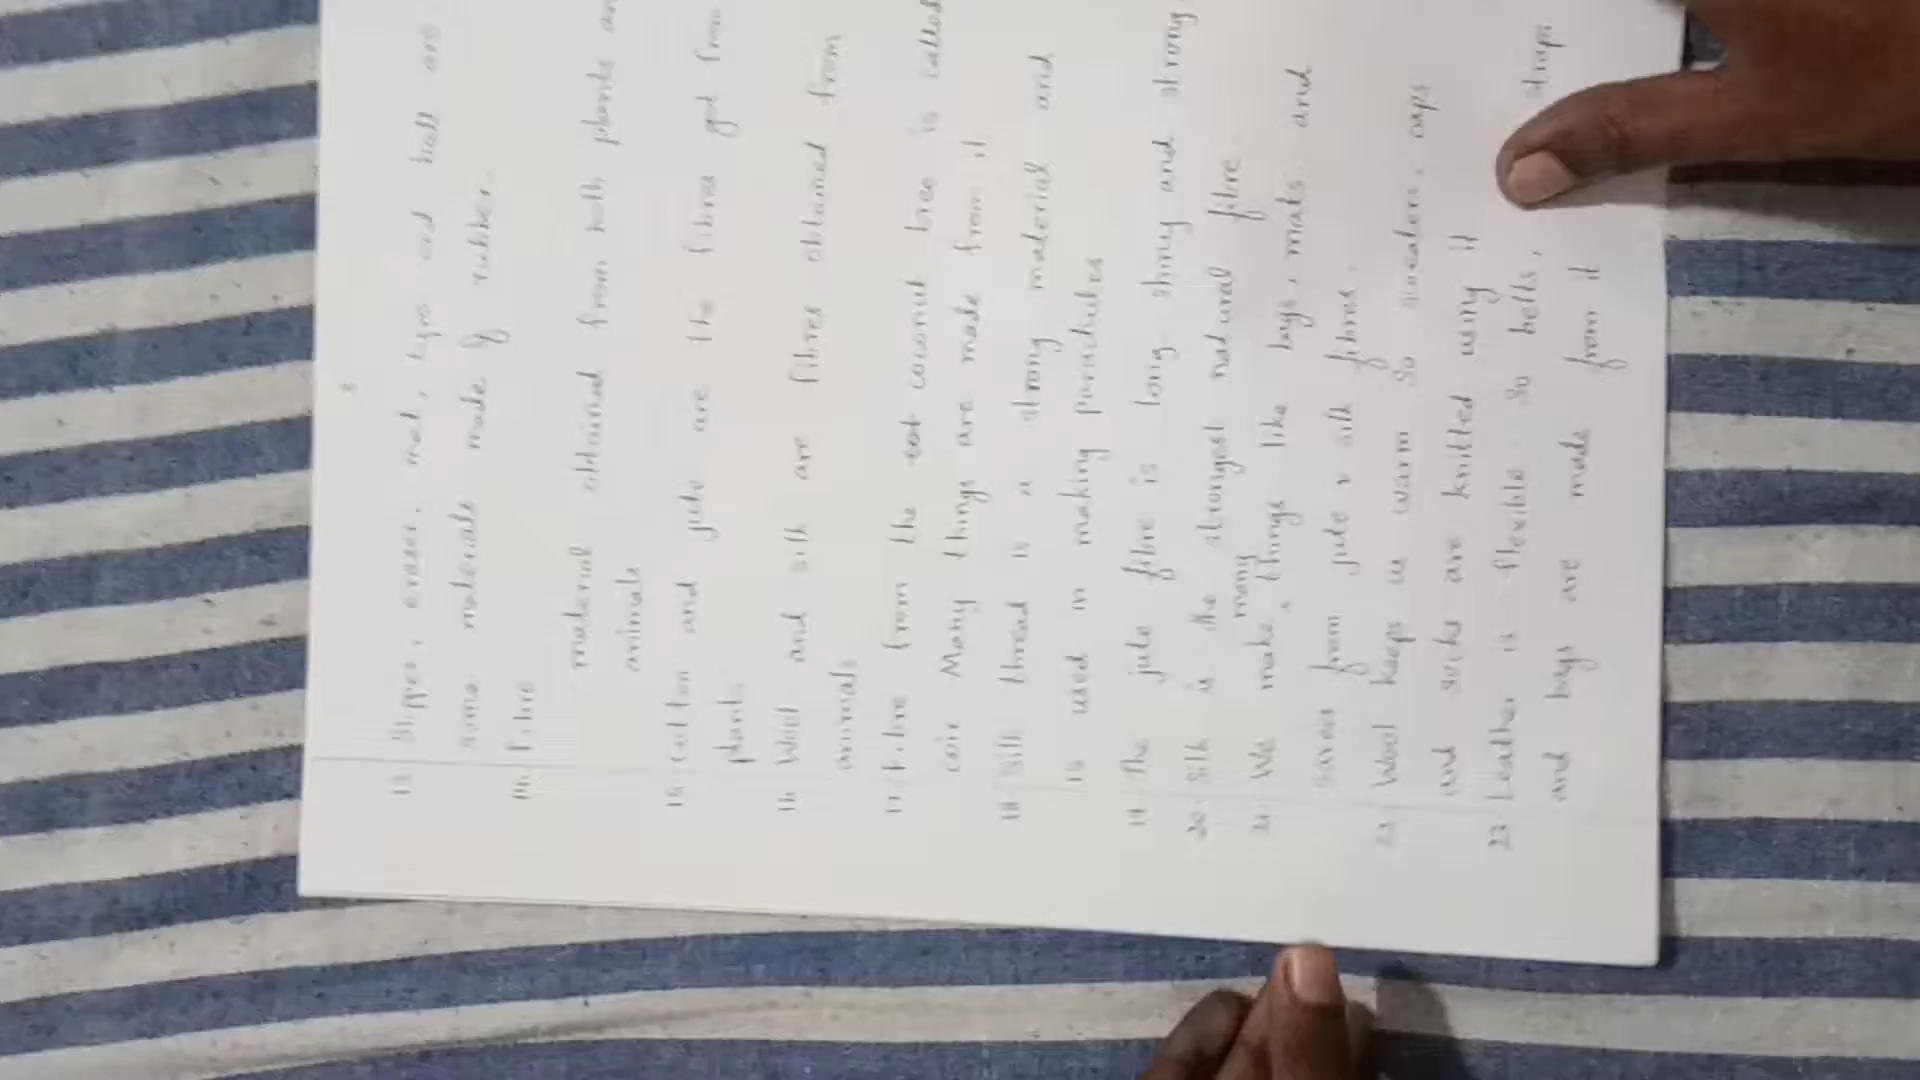 3
13. Slipper, eraser, mat, tyre and ball are
some materials made of rubber.
14. Fibre
material obtained from both plants
animals
15. Cotton and jute are the fibres got from
plants
16. Wool and silk are fibres obtained from
animals
17. Fibre from the cot coconut tree is called
coir Many things are made from it
18. Silk thread is a strong material and
is used in making parachutes
19. The jute fibre is long shiny and strong.
20. Silk is the strongest natural fibre.
many
21. We make things like bags, mats and
sarees from jute & silk fibres.
22. Wool keeps us warm So sweaters, caps
and socks are knitted using it
23. Leather is flexible. So belts, straps
and bags are made from it